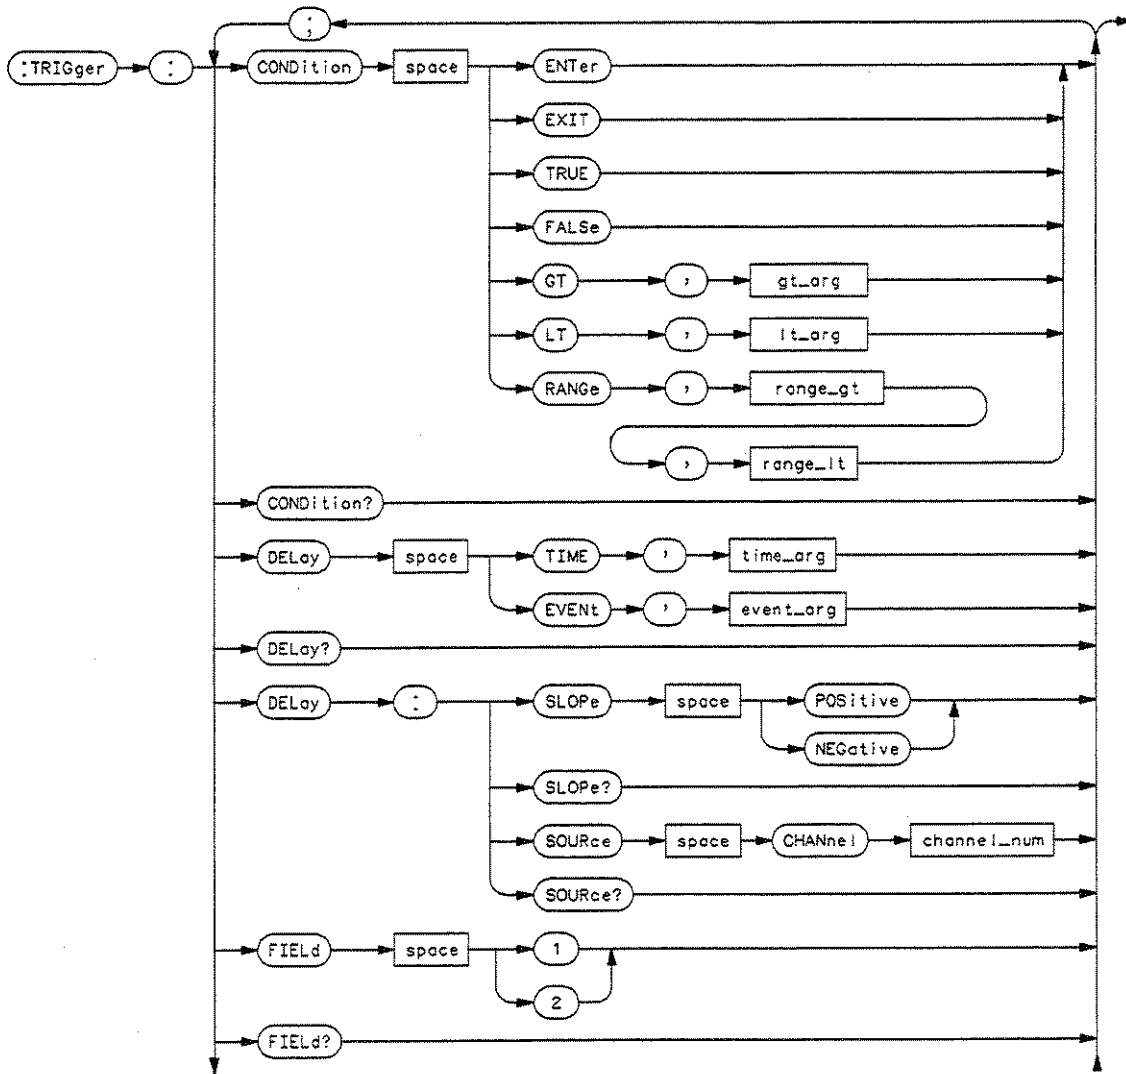 ;
:TRIGger : CONDition space ENTer
EXIT
TRUE
FALSe
GT , gt_arg
LT , lt_arg
RANGe , range_gt
, range_lt
CONDition?
DELay space TIME , time_arg
EVENt , event_arg
DELay?
DELay : SLOPe space POSitive
NEGative
SLOPe?
SOURce space CHANnel channel_num
SOURce?
FIELd space 1
2
FIELd?